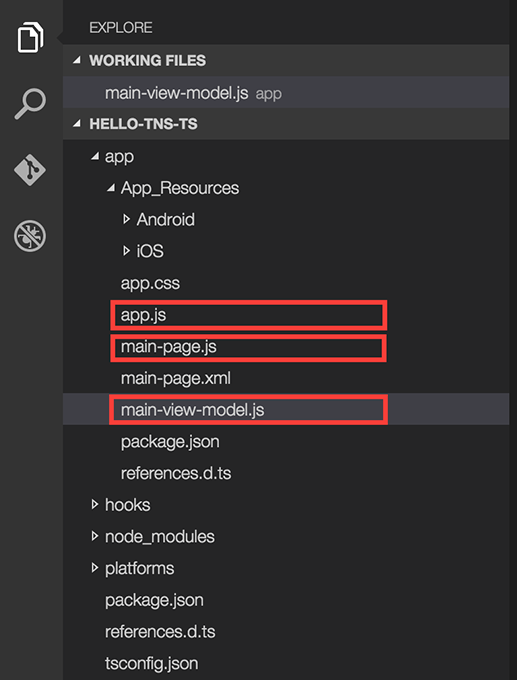 EXPLORE
WORKING FILES
main-view-model.js app
HELLO-TNS-TS
app
App_Resources
Android
iOS
app.css
app.js
main-page.js
main-page.xml
main-view-model.js
package.json
references.d.ts
hooks
node_modules
platforms
package.json
references.d.ts
tsconfig.json